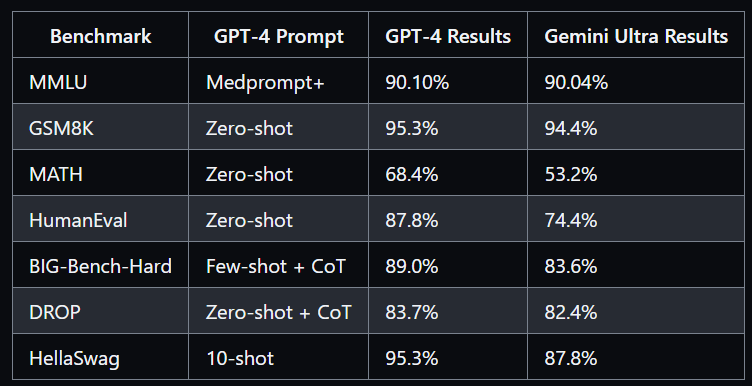 Benchmark GPT-4 Prompt GPT-4 Results Gemini Ultra Results
MMLU Medprompt+ 90.10% 90.04%
GSM8K Zero-shot 95.3% 94.4%
MATH Zero-shot 68.4% 53.2%
HumanEval Zero-shot 87.8% 74.4%
BIG-Bench-Hard Few-shot + CoT 89.0% 83.6%
DROP Zero-shot + CoT 83.7% 82.4%
HellaSwag 10-shot 95.3% 87.8%